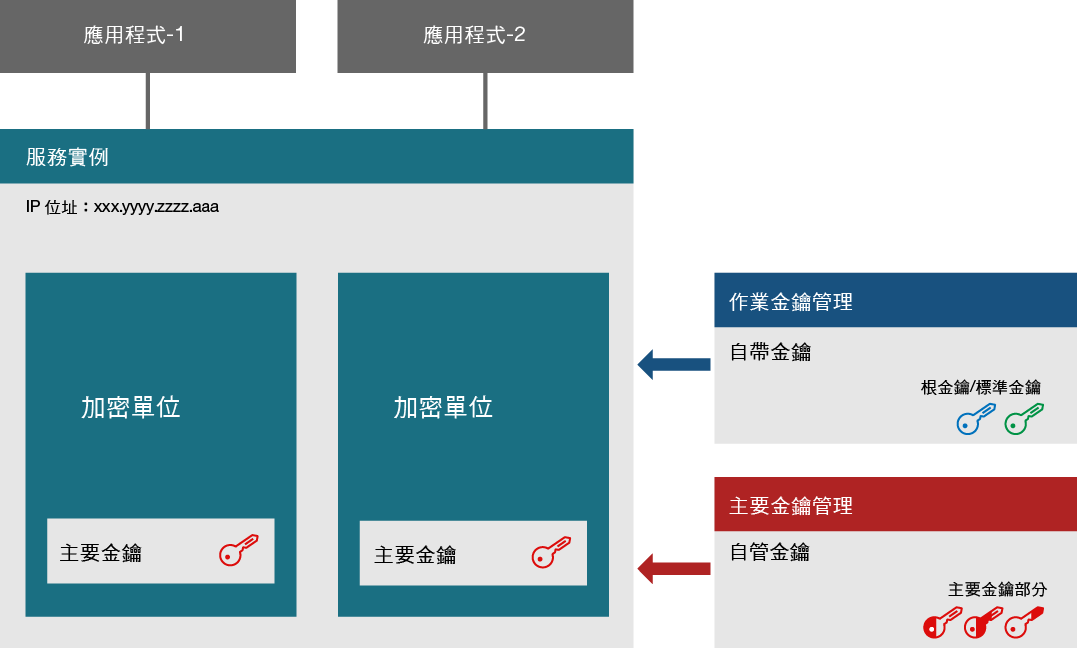 應用程式-1
應用程式-2
服務實例
IP 位址：xxx.yyyy.zzzz.aaa
加密單位
主要金鑰
加密單位
主要金鑰
作業金鑰管理
自帶金鑰
根金鑰/標準金鑰
主要金鑰管理
自管金鑰
主要金鑰部分